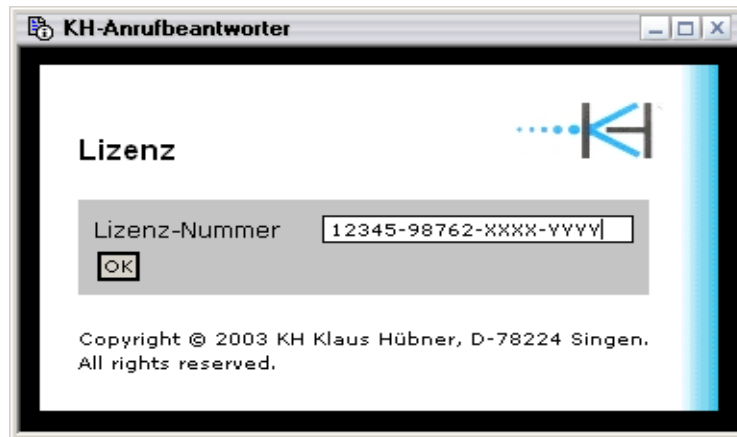 KH-Anrufbeantworter
KH
Lizenz
Lizenz-Nummer 12345-98762-XXXX-YYYY
OK
Copyright © 2003 KH Klaus Hübner, D-78224 Singen.
All rights reserved.